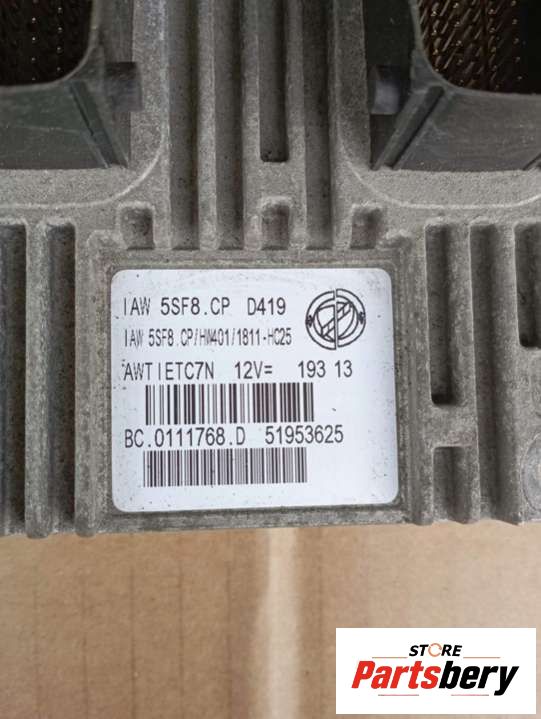 IAW 5SF8.CP D419
IAW 5SF8.CP/HW401/1811-HC25
AWTIETC7N 12V= 193 13
BC.0111768.D 51953625
STORE
Partsbery